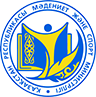 ҚАЗАҚСТАН РЕСПУБЛИКАСЫ МӘДЕНИЕТ ЖӘНЕ СПОРТ МИНИСТРЛІГІ